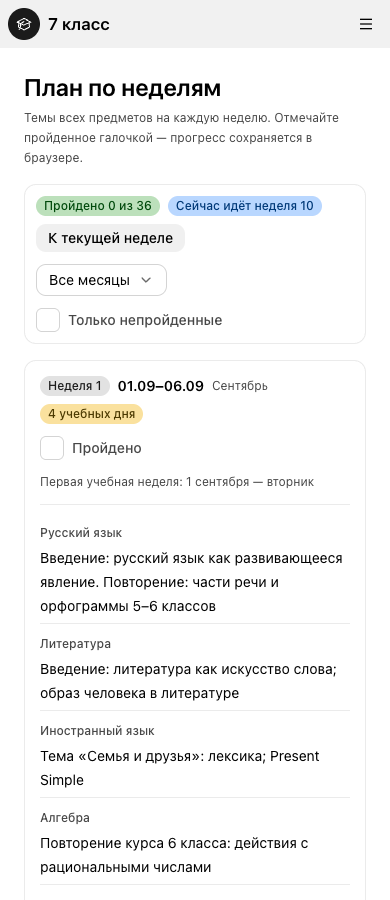 7 класс
План по неделям
Темы всех предметов на каждую неделю. Отмечайте
пройденное галочкой — прогресс сохраняется в
браузере.
Пройдено 0 из 36
Сейчас идёт неделя 10
К текущей неделе
Все месяцы
Только непройденные
Неделя 1
01.09–06.09
Сентябрь
4 учебных дня
Пройдено
Первая учебная неделя: 1 сентября — вторник
Русский язык
Введение: русский язык как развивающееся
явление. Повторение: части речи и
орфограммы 5–6 классов
Литература
Введение: литература как искусство слова;
образ человека в литературе
Иностранный язык
Тема «Семья и друзья»: лексика; Present
Simple
Алгебра
Повторение курса 6 класса: действия с
рациональными числами